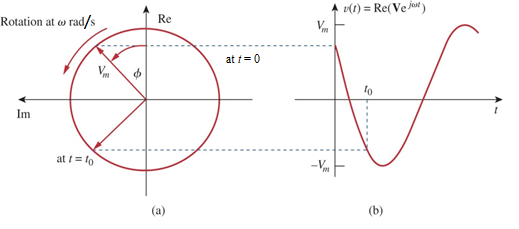 Rotation at ω rad/s
Re
V_m
ϕ
at t = 0
Im
at t = t_0
(a)
v(t) = Re(Ve^{jωt})
V_m
t_0
t
−V_m
(b)